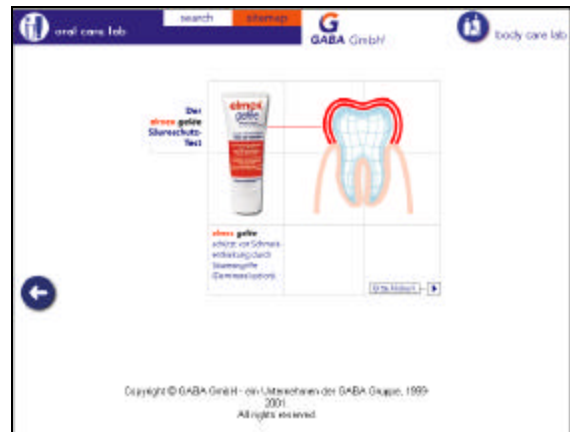 oral care lab
search
sitemap
GABA GmbH
body care lab
Der
elmex gelée
Säureschutz-
Test
elmex
gelée
elmex gelée
schützt vor Schmelz-
entkalkung durch
Säureangriffe
Copyright © GABA GmbH - ein Unternehmen der GABA Gruppe, 1999-
2001.
All rights reserved.